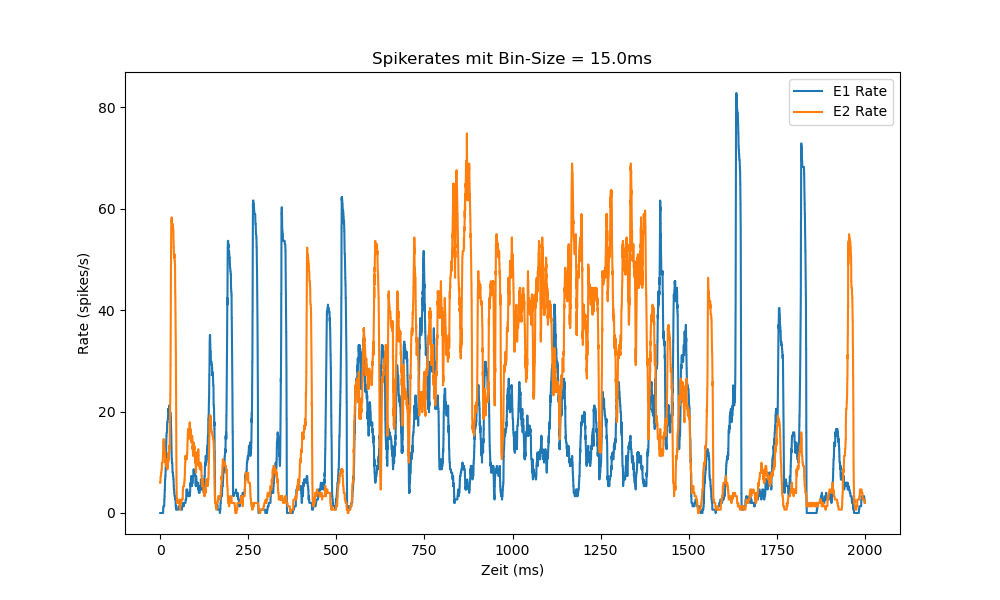 Spikerates mit Bin-Size = 15.0ms
E1 Rate
E2 Rate
80
60
40
20
0
Rate (spikes/s)
0 250 500 750 1000 1250 1500 1750 2000
Zeit (ms)